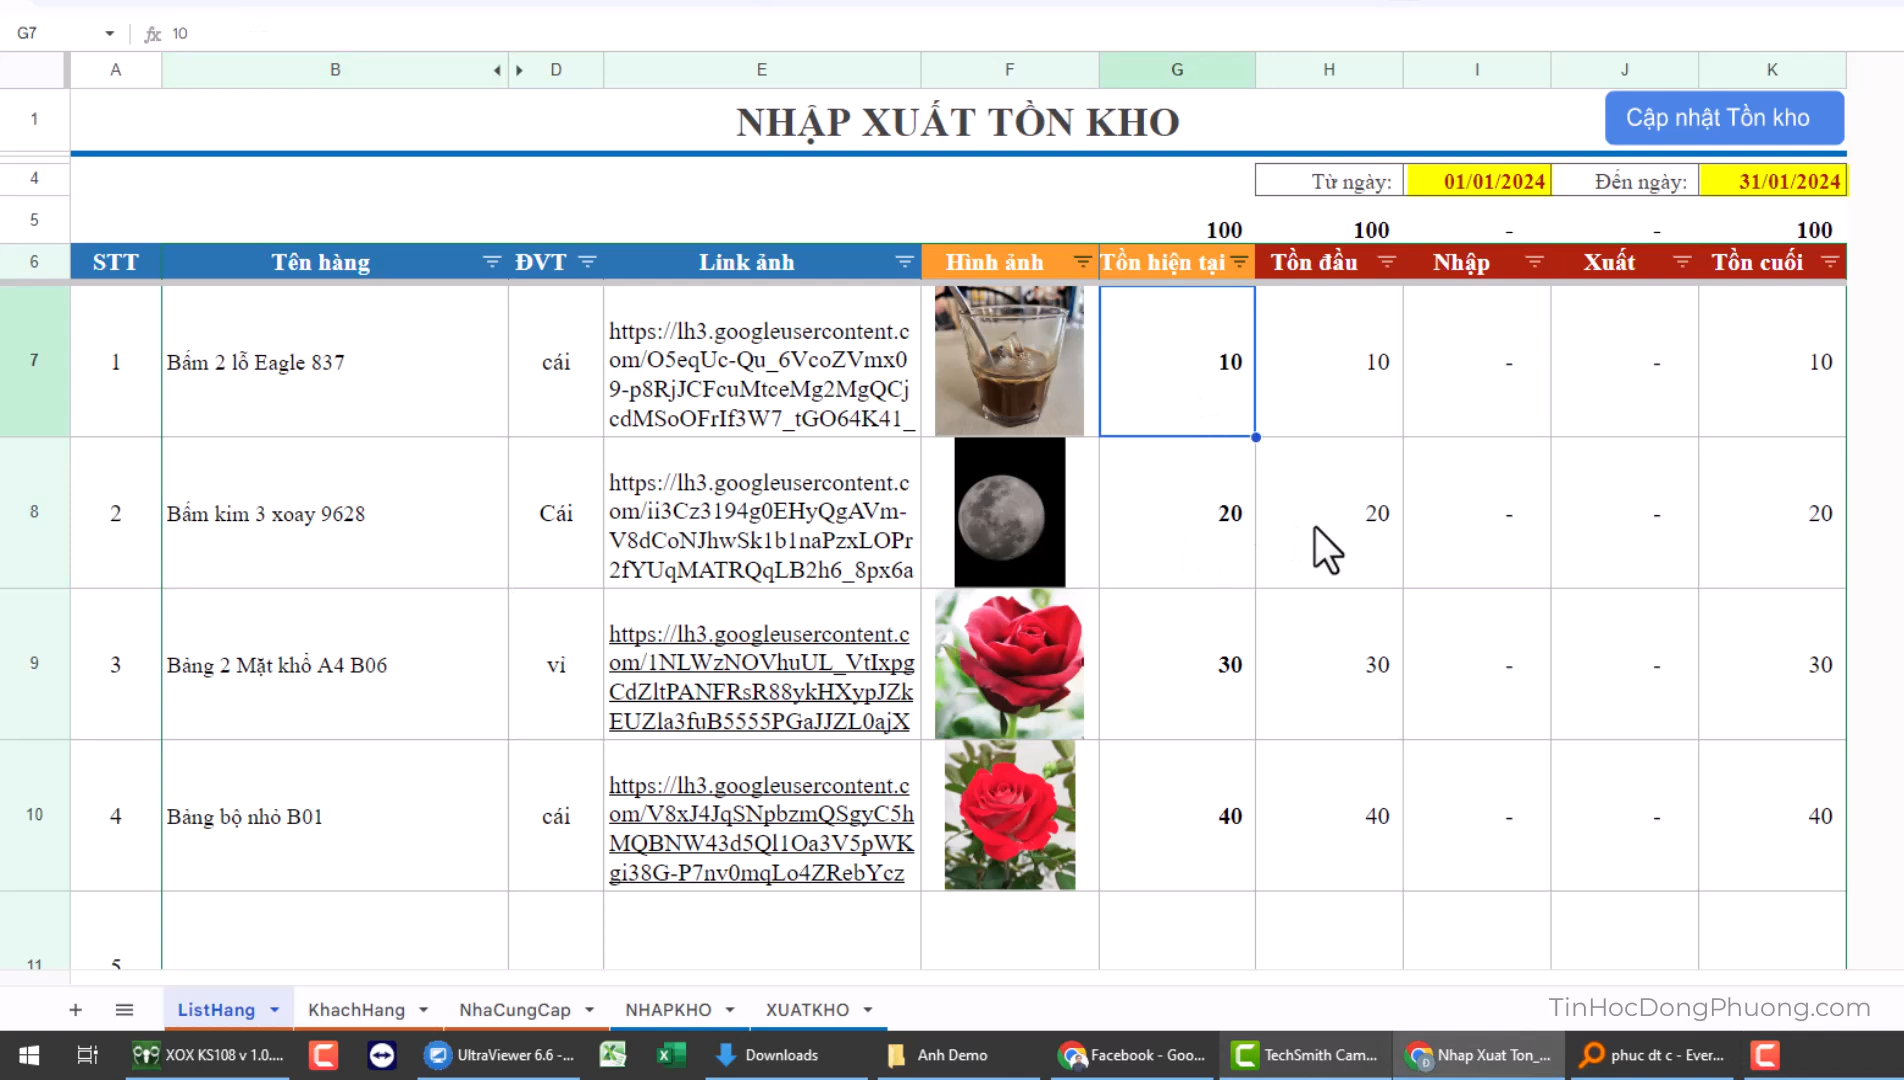 G7 fx 10
A B D E F G H I J K
1 NHẬP XUẤT TỒN KHO Cập nhật Tồn kho
4 Từ ngày: 01/01/2024 Đến ngày: 31/01/2024
5 100 100 - - 100
6 STT Tên hàng ĐVT Link ảnh Hình ảnh Tồn hiện tại Tồn đầu Nhập Xuất Tồn cuối
7 1 Bấm 2 lỗ Eagle 837 cái
https://lh3.googleusercontent.c
om/O5eqUc-Qu_6VcoZVmx0
9-p8RjJCFcuMtceMg2MgQCj
cdMSoOFrIf3W7_tGO64K41_
10 10 - - 10
8 2 Bấm kim 3 xoay 9628 Cái
https://lh3.googleusercontent.c
om/ii3Cz3194g0EHyQgAVm-
V8dCoNJhwSk1b1naPzxLOPr
2fYUqMATRQqLB2h6_8px6a
20 20 - - 20
9 3 Bảng 2 Mặt khổ A4 B06 vỉ
https://lh3.googleusercontent.c
om/1NLWzNOVhuUL_VtIxpg
CdZltPANFRsR88ykHXypJZk
EUZla3fuB5555PGaJJZL0ajX
30 30 - - 30
10 4 Bảng bộ nhỏ B01 cái
https://lh3.googleusercontent.c
om/V8xJ4JqSNpbzmQSgyC5h
MQBNW43d5Ql1Oa3V5pWK
gi38G-P7nv0mqLo4ZRebYcz
40 40 - - 40
11 5
ListHang KhachHang NhaCungCap NHAPKHO XUATKHO TinHocDongPhuong.com
XOX KS108 v 1.0.... UltraViewer 6.6 -... Downloads Anh Demo Facebook - Goo... TechSmith Cam... Nhap Xuat Ton_... phuc dt c - Ever...